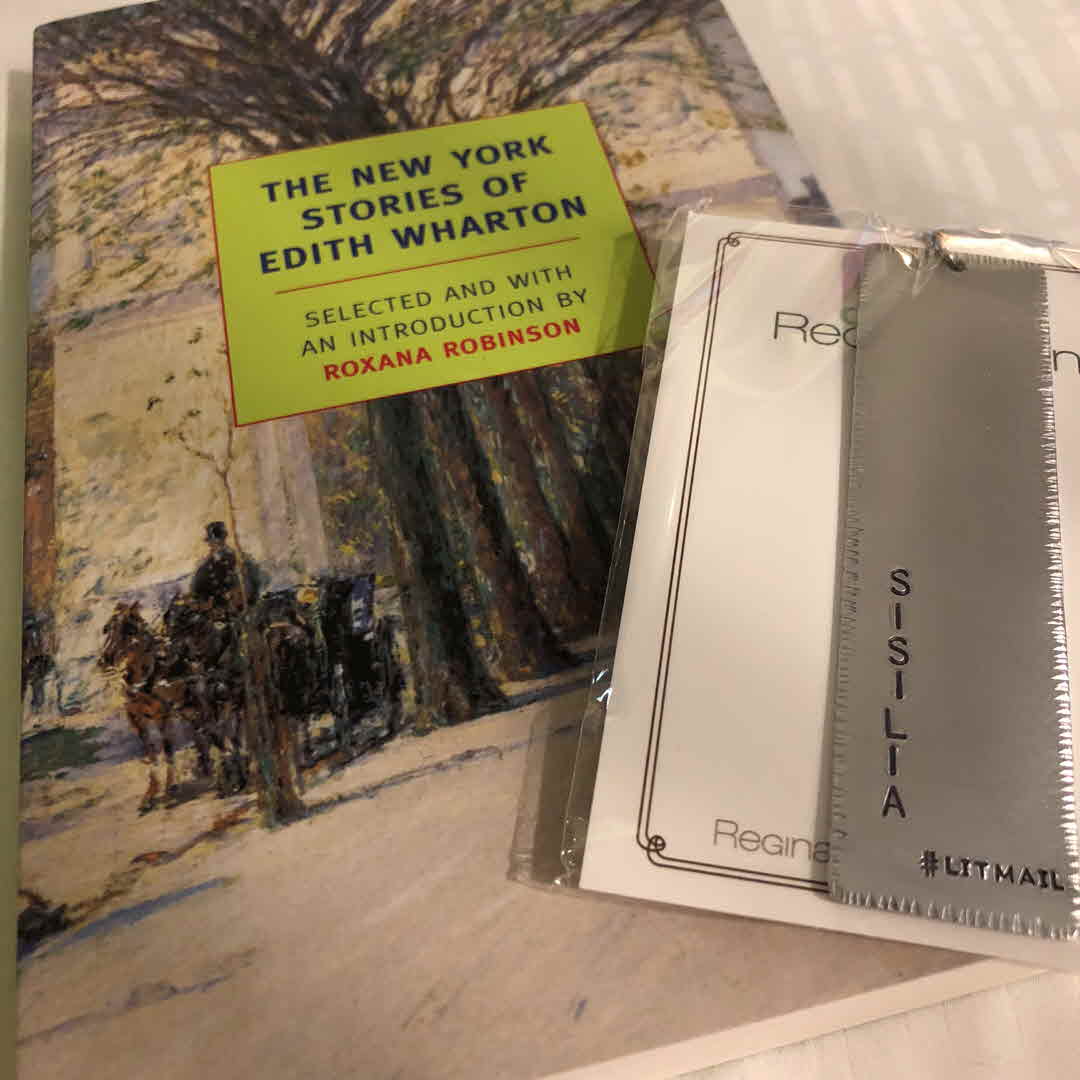 THE NEW YORK
STORIES OF
EDITH WHARTON
SELECTED AND WITH
AN INTRODUCTION BY
ROXANA ROBINSON
SISILIA
#LITMAIL